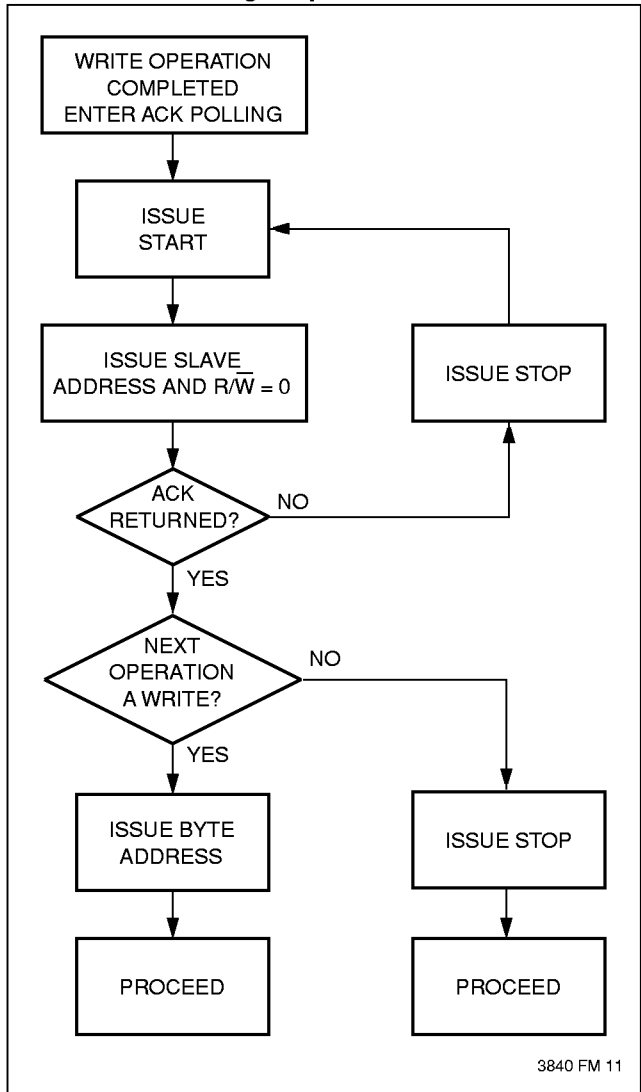 WRITE OPERATION
COMPLETED
ENTER ACK POLLING
ISSUE
START
ISSUE SLAVE
ADDRESS AND R/W̅ = 0
ISSUE STOP
ACK
RETURNED?
NO
YES
NEXT
OPERATION
A WRITE?
NO
YES
ISSUE BYTE
ADDRESS
ISSUE STOP
PROCEED
PROCEED
3840 FM 11